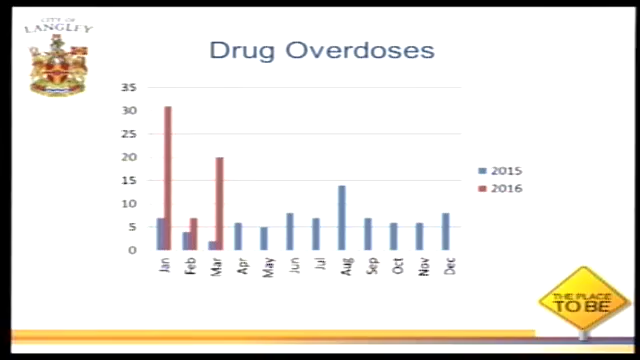 CITY OF
LANGLEY
Drug Overdoses
35
30
25
20
15
10
5
0
Jan
Feb
Mar
Apr
May
Jun
Jul
Aug
Sep
Oct
Nov
Dec
2015
2016
THE PLACE
TO BE